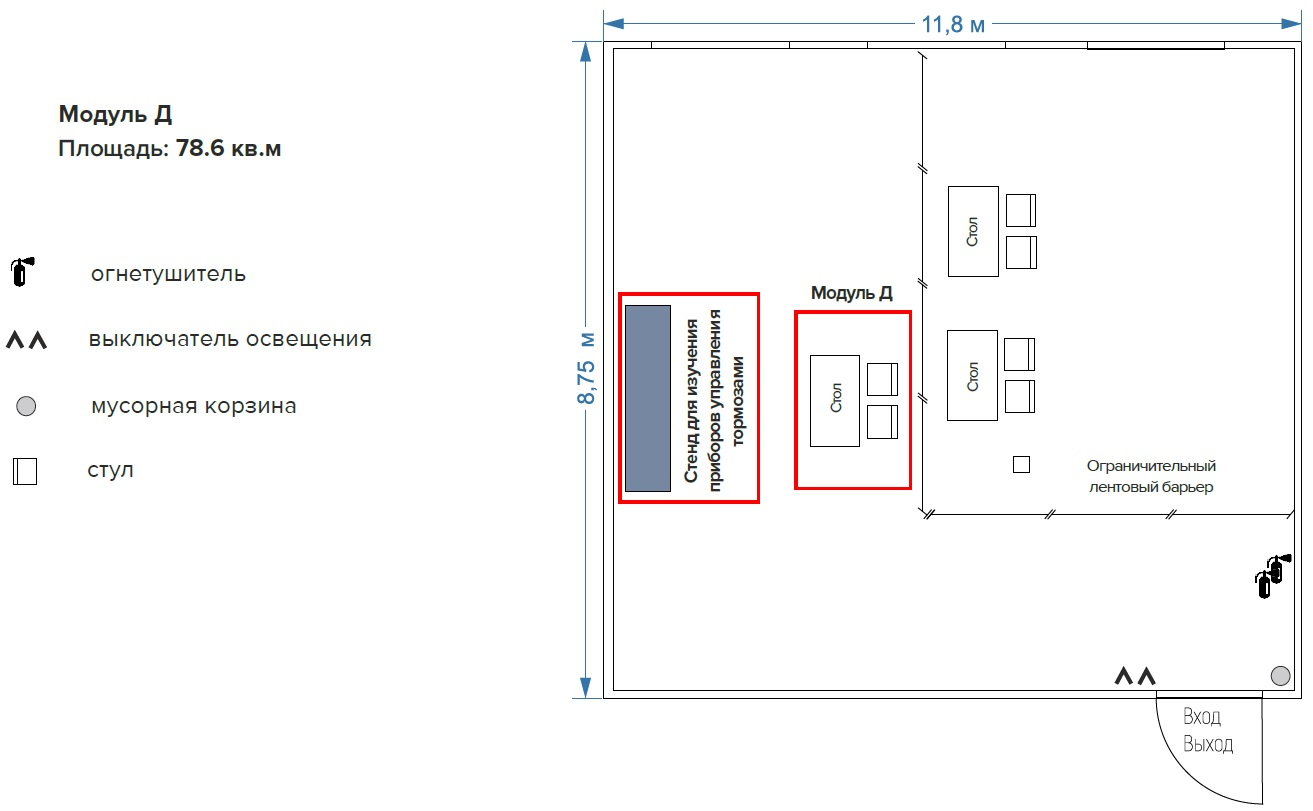 11,8 м
Модуль Д
Площадь: 78.6 кв.м
огнетушитель
выключатель освещения
мусорная корзина
стул
8,75 м
Стенд для изучения
приборов управления
тормозами
Модуль Д
Стол
Стол
Стол
Ограничительный
лентовый барьер
Вход
Выход